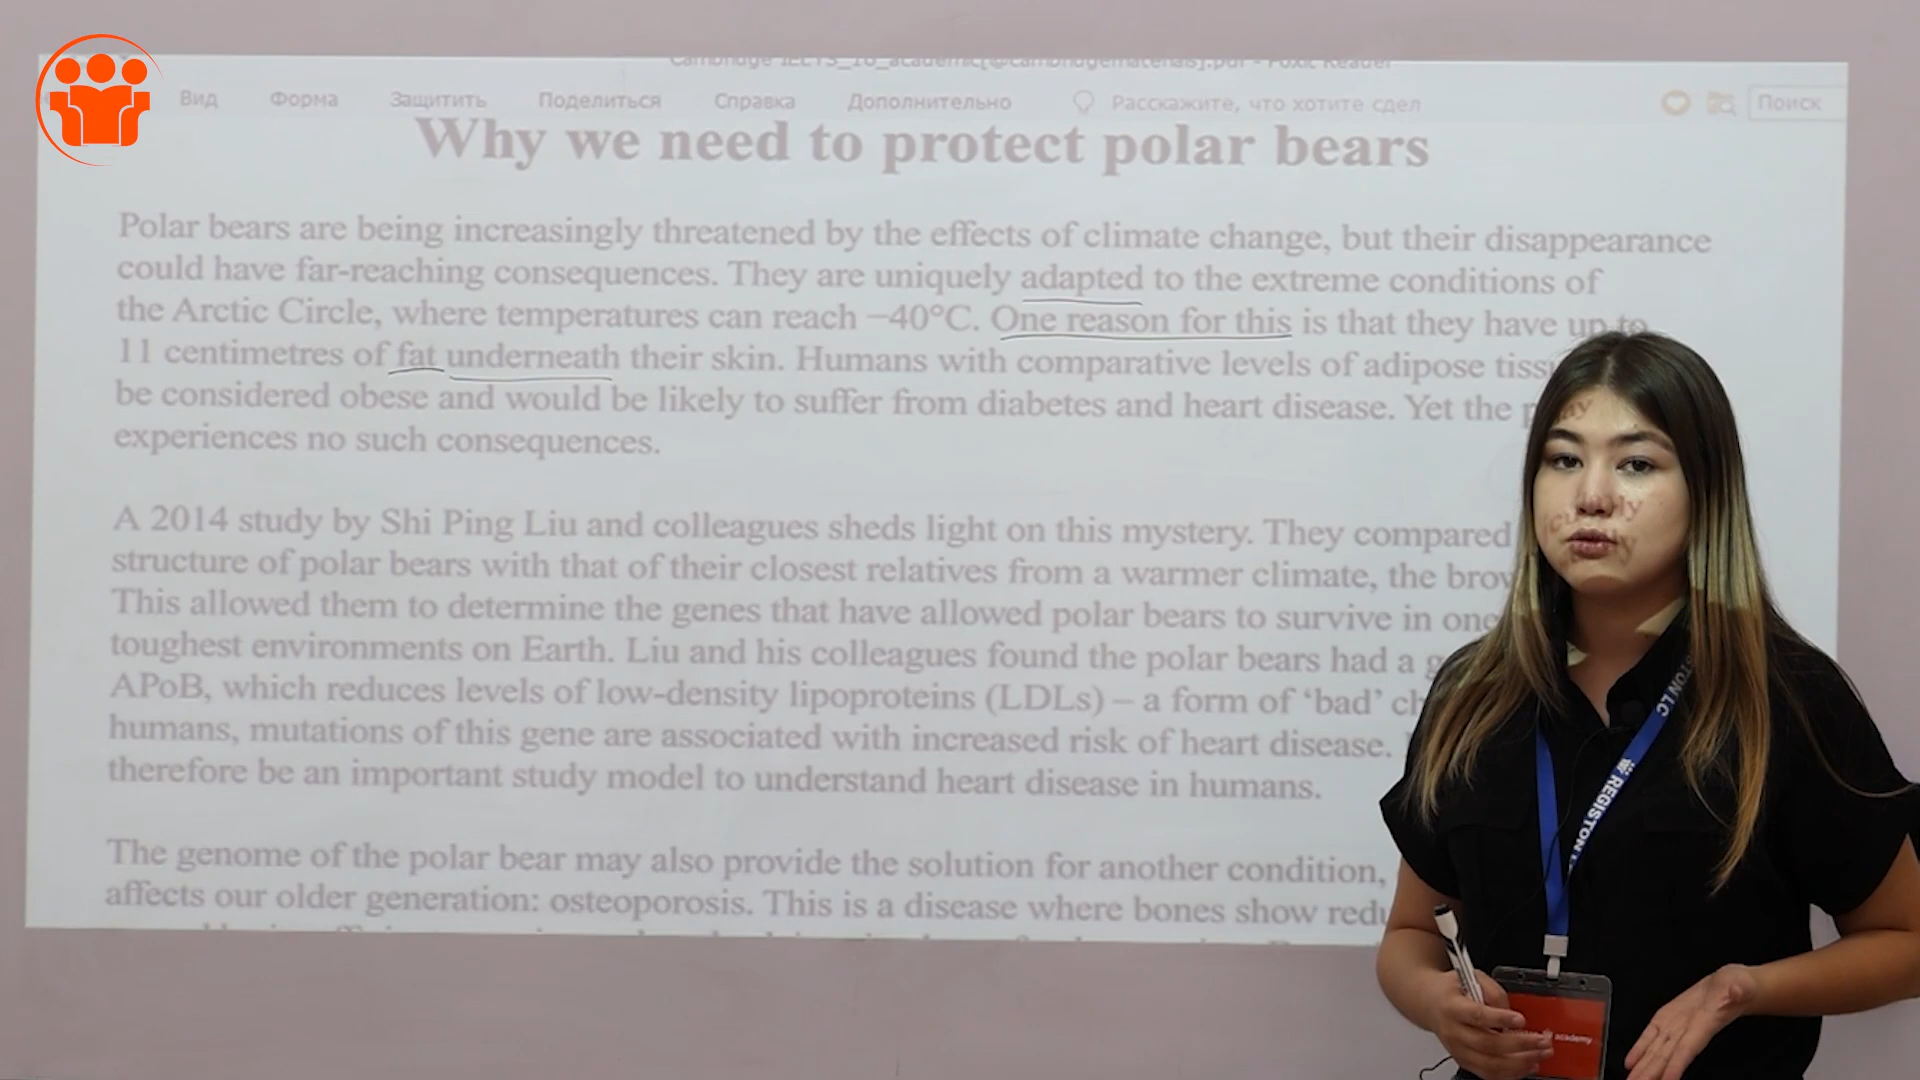 Cambridge IELTS_16_academic[@cambridgematerials].pdf - Foxit Reader
Вид Форма Защитить Поделиться Справка Дополнительно Расскажите, что хотите сдел Поиск
Why we need to protect polar bears
Polar bears are being increasingly threatened by the effects of climate change, but their disappearance
could have far-reaching consequences. They are uniquely adapted to the extreme conditions of
the Arctic Circle, where temperatures can reach −40°C. One reason for this is that they have up to
11 centimetres of fat underneath their skin. Humans with comparative levels of adipose
be considered obese and would be likely to suffer from diabetes and heart disease. Yet the
experiences no such consequences.
A 2014 study by Shi Ping Liu and colleagues sheds light on this mystery. They compared
structure of polar bears with that of their closest relatives from a warmer climate, the
This allowed them to determine the genes that have allowed polar bears to survive in one
toughest environments on Earth. Liu and his colleagues found the polar bears had a
APoB, which reduces levels of low-density lipoproteins (LDLs) – a form of ‘bad’
humans, mutations of this gene are associated with increased risk of heart disease.
therefore be an important study model to understand heart disease in humans.
The genome of the polar bear may also provide the solution for another condition,
affects our older generation: osteoporosis. This is a disease where bones show
REGISTON LC
academy